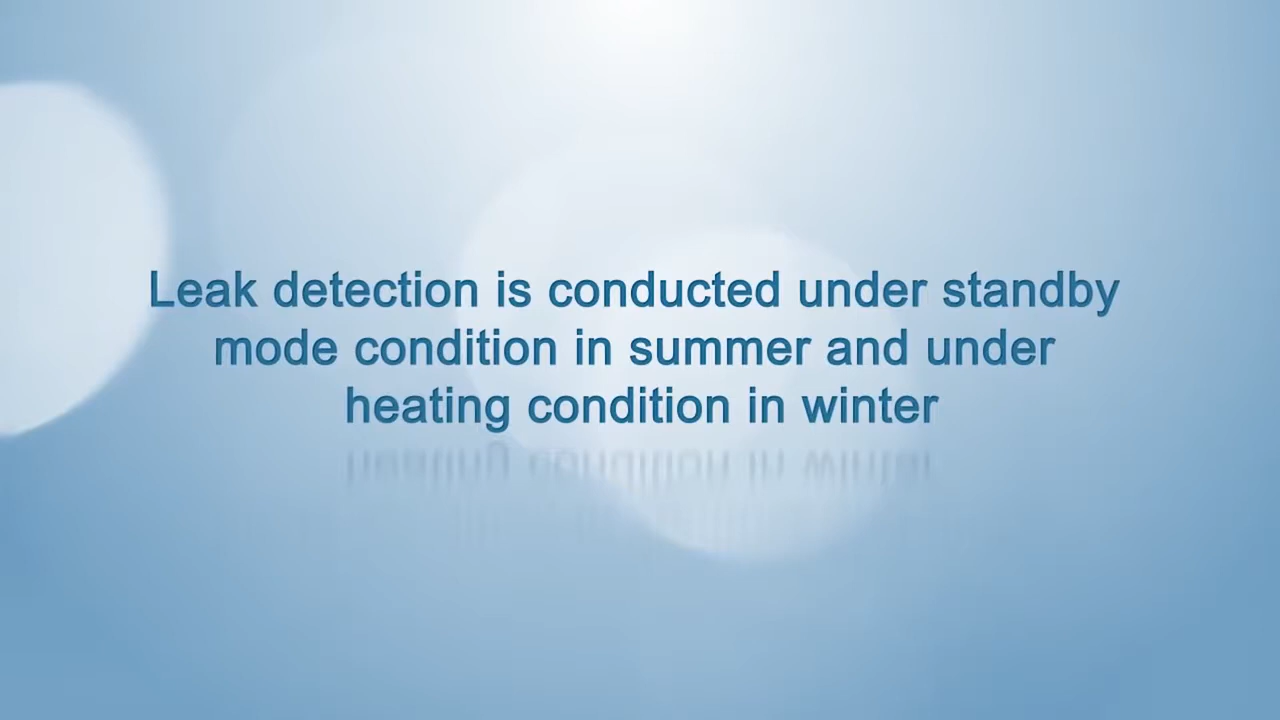 Leak detection is conducted under standby
mode condition in summer and under
heating condition in winter